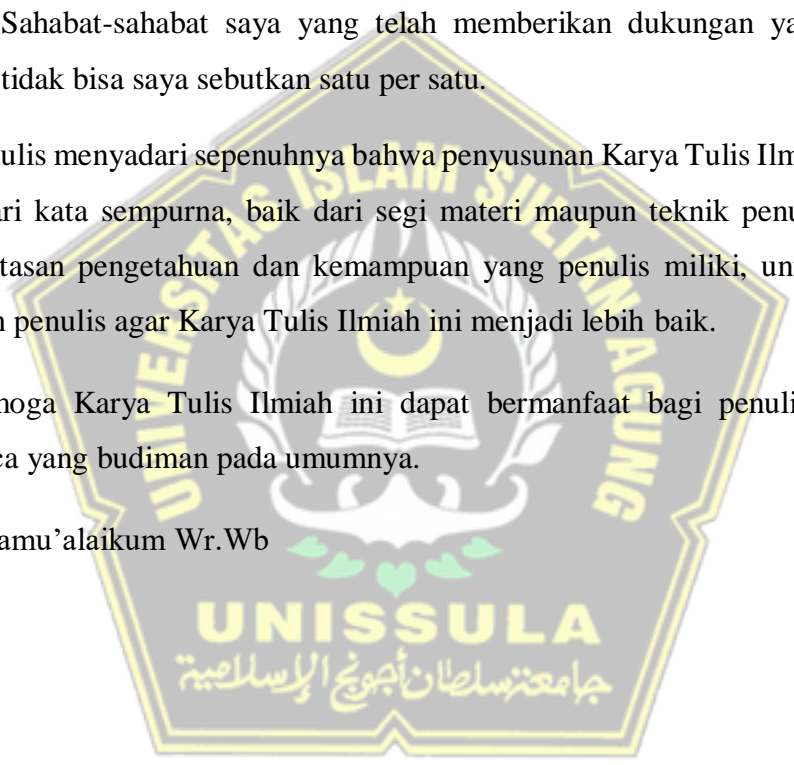 Sahabat-sahabat saya yang telah memberikan dukungan ya
tidak bisa saya sebutkan satu per satu.
ulis menyadari sepenuhnya bahwa penyusunan Karya Tulis Ilm
ari kata sempurna, baik dari segi materi maupun teknik penu
tasan pengetahuan dan kemampuan yang penulis miliki, un
n penulis agar Karya Tulis Ilmiah ini menjadi lebih baik.
noga Karya Tulis Ilmiah ini dapat bermanfaat bagi penuli
ca yang budiman pada umumnya.
amu’alaikum Wr.Wb
UNIVERSITAS ISLAM SULTAN AGUNG
UNISSULA
جامعة سلطان أجونج الإسلامية